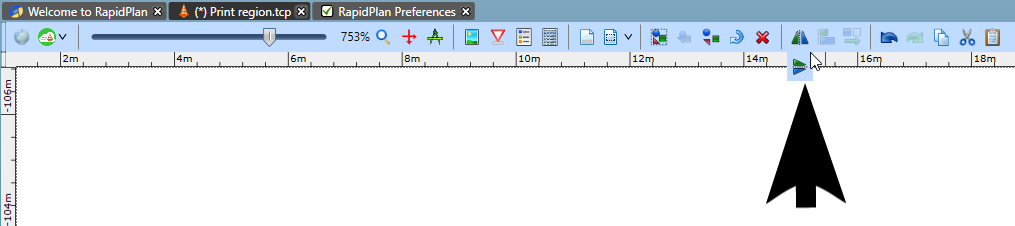 Welcome to RapidPlan (*) Print region.tcp RapidPlan Preferences
753%
2m 4m 6m 8m 10m 12m 14m 16m 18m
-106m
-104m